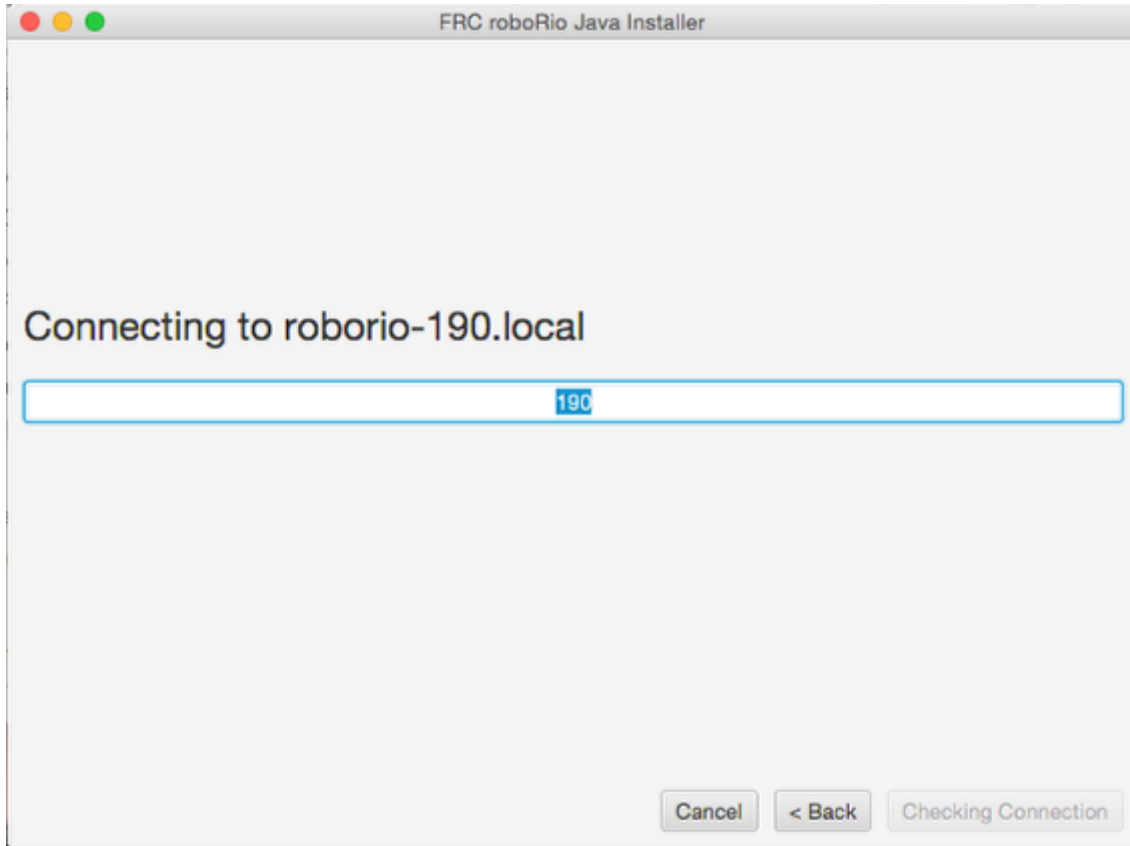 FRC roboRio Java Installer
Connecting to roborio-190.local
190
Cancel < Back Checking Connection